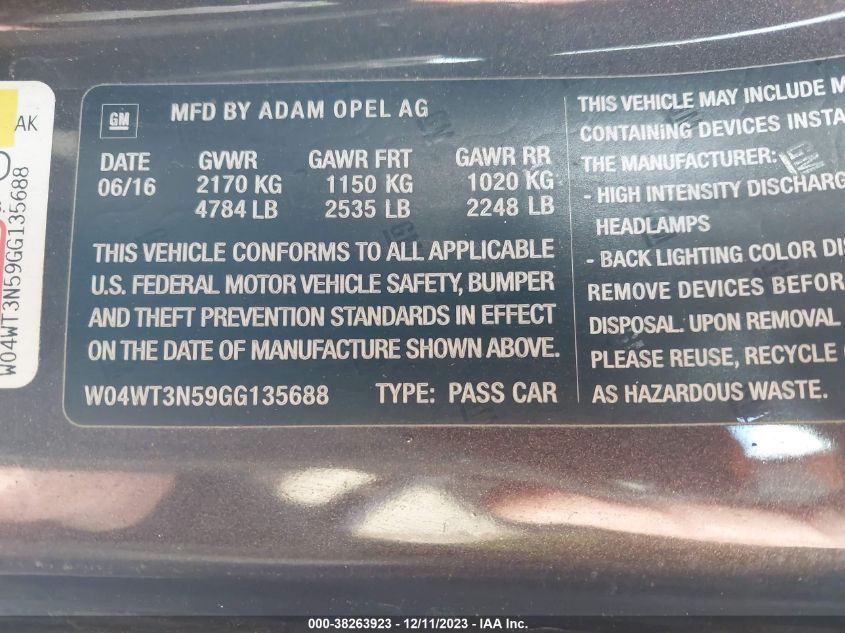 AK
W04WT3N59GG135688
GM
MFD BY ADAM OPEL AG
DATE GVWR GAWR FRT GAWR RR
06/16 2170 KG 1150 KG 1020 KG
4784 LB 2535 LB 2248 LB
THIS VEHICLE CONFORMS TO ALL APPLICABLE
U.S. FEDERAL MOTOR VEHICLE SAFETY, BUMPER
AND THEFT PREVENTION STANDARDS IN EFFECT
ON THE DATE OF MANUFACTURE SHOWN ABOVE.
W04WT3N59GG135688 TYPE: PASS CAR
THIS VEHICLE MAY INCLUDE M
CONTAINING DEVICES INSTA
THE MANUFACTURER:
- HIGH INTENSITY DISCHARG
HEADLAMPS
- BACK LIGHTING COLOR DI
REMOVE DEVICES BEFOR
DISPOSAL. UPON REMOVAL
PLEASE REUSE, RECYCLE
AS HAZARDOUS WASTE.
000-38263923 - 12/11/2023 - IAA Inc.